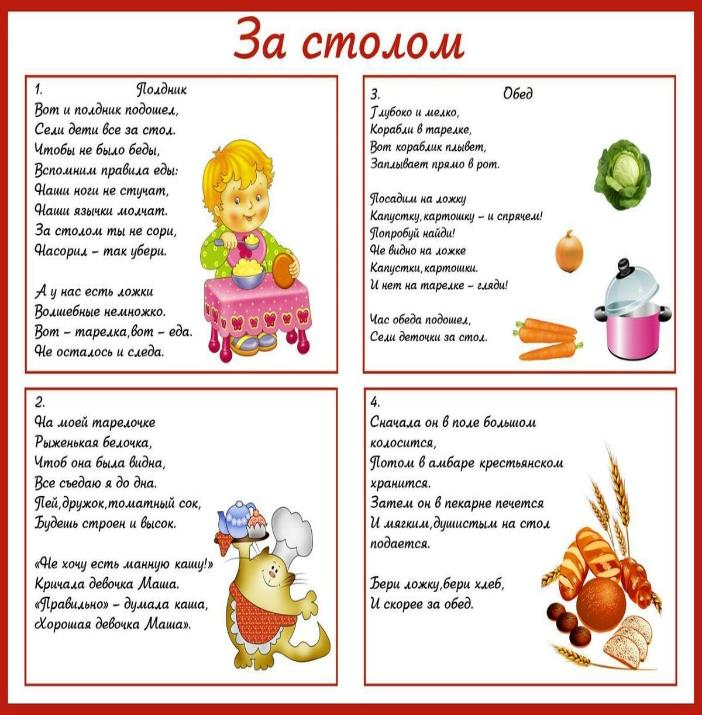 За столом
1. Полдник
Вот и полдник подошел,
Сели дети все за стол.
Чтобы не было беды,
Вспомним правила еды:
Наши ноги не стучат,
Наши язычки молчат.
За столом ты не сори,
Насорил – так убери.
А у нас есть ложки
Волшебные немножко.
Вот – тарелка,вот – еда.
Не осталось и следа.
2.
На моей тарелочке
Рыженькая белочка,
Чтоб она была видна,
Все съедаю я до дна.
Пей,дружок,томатный сок,
Будешь строен и высок.
«Не хочу есть манную кашу!»
Кричала девочка Маша.
«Правильно» – думала каша,
«Хорошая девочка Маша».
3. Обед
Глубоко и мелко,
Корабли в тарелке,
Вот кораблик плывет,
Заплывает прямо в рот.
Посадим на ложку
Капустку,картошку – и спрячем!
Попробуй найди!
Не видно на ложке
Капустки,картошки.
И нет на тарелке – гляди!
Час обеда подошел,
Сели деточки за стол.
4.
Сначала он в поле большом
колосится,
Потом в амбаре крестьянском
хранится.
Затем он в пекарне печется
И мягким,душистым на стол
подается.
Бери ложку,бери хлеб,
И скорее за обед.